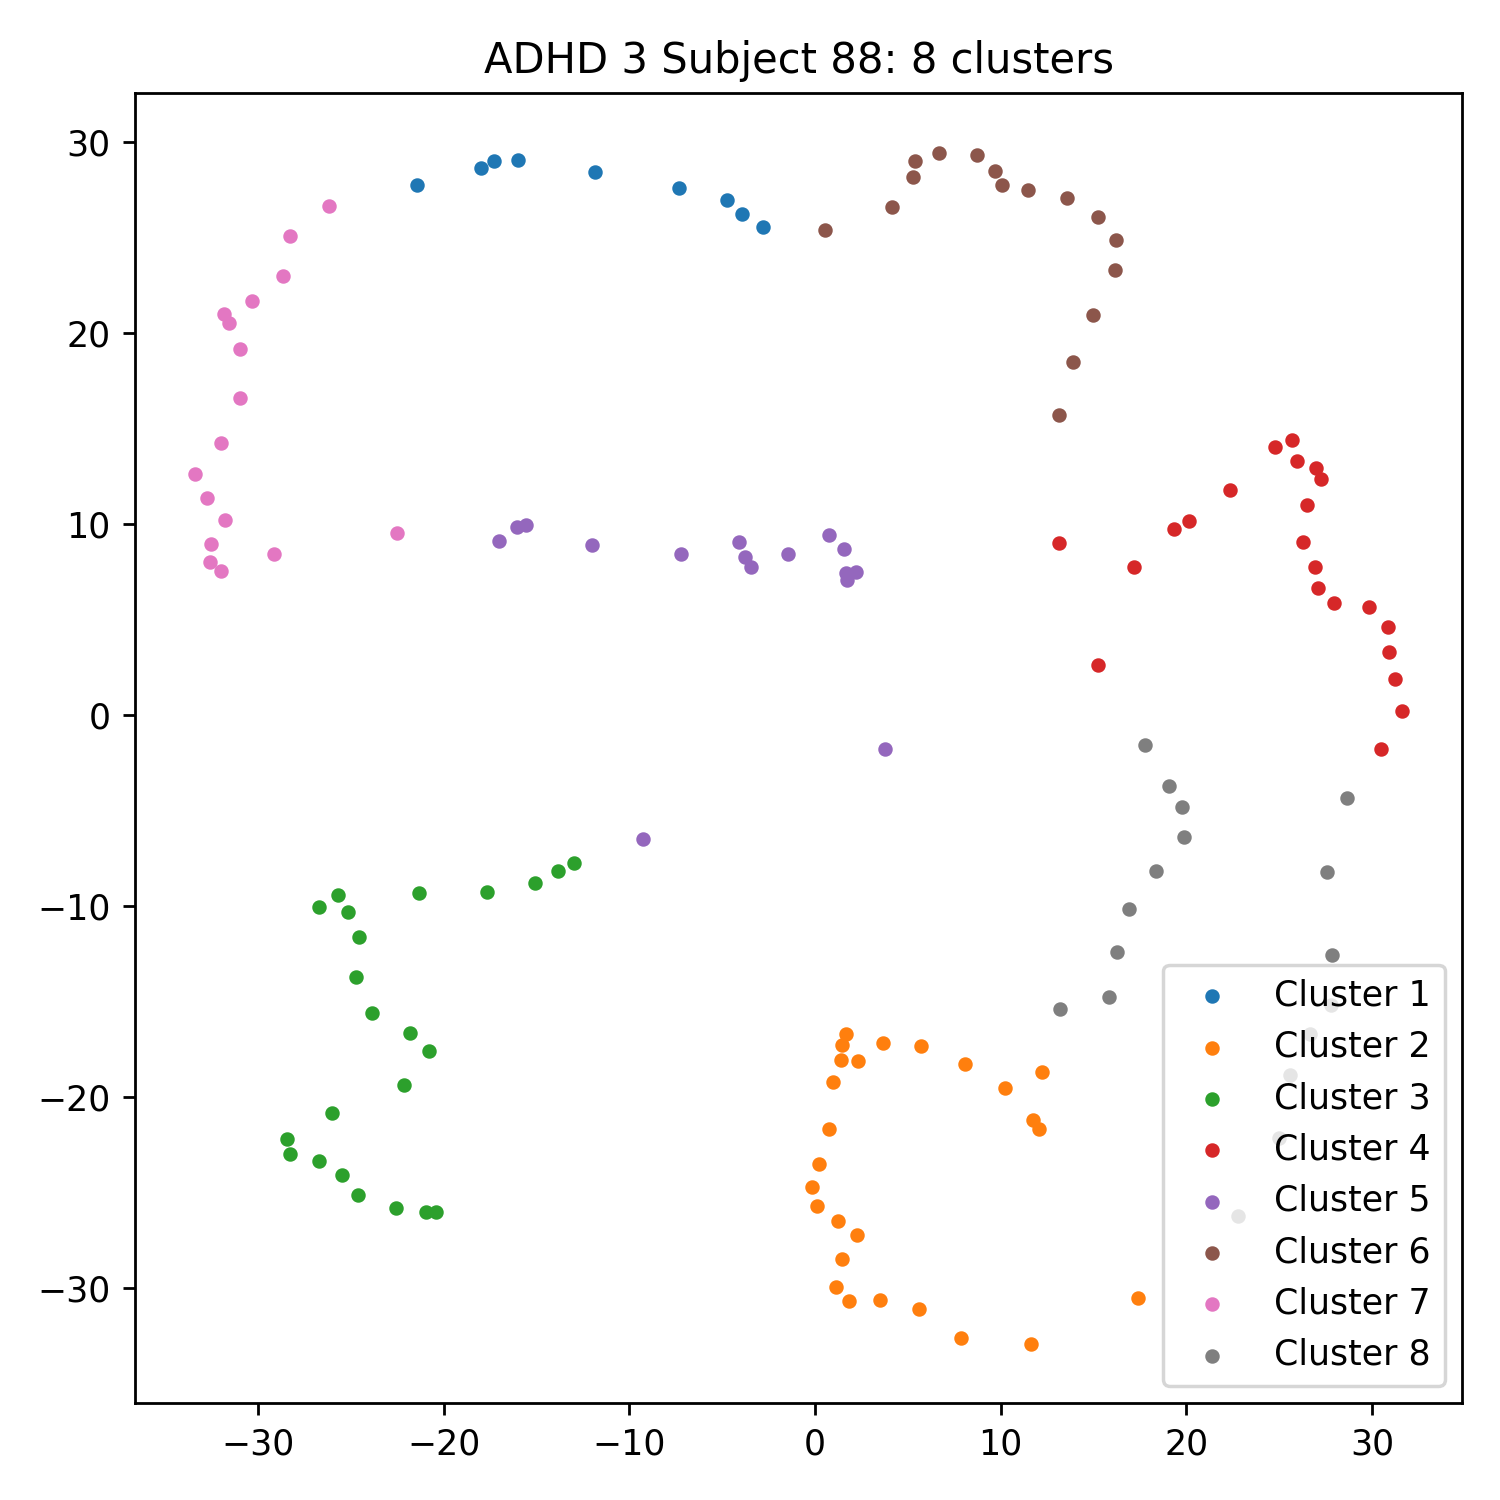 ADHD 3 Subject 88: 8 clusters
30
20
10
0
−10
−20
−30
−30 −20 −10 0 10 20 30
Cluster 1
Cluster 2
Cluster 3
Cluster 4
Cluster 5
Cluster 6
Cluster 7
Cluster 8